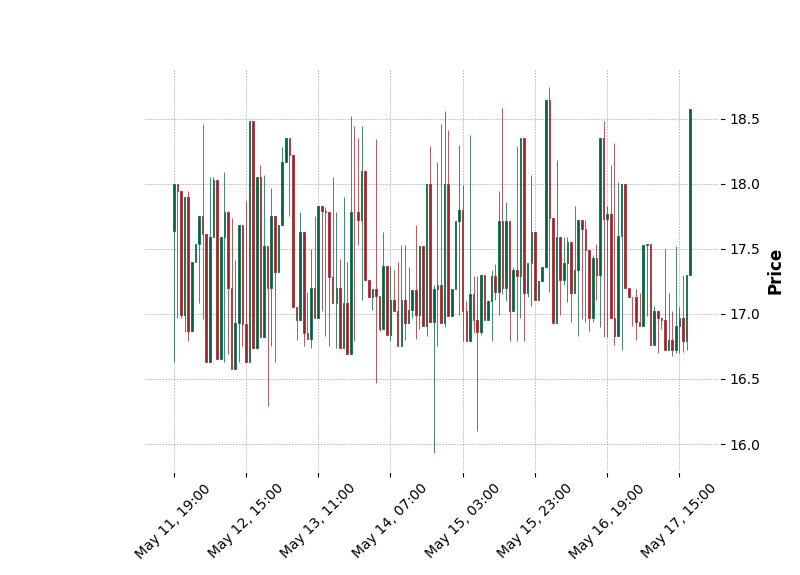 18.5
18.0
17.5
17.0
16.5
16.0
Price
May 11, 19:00
May 12, 15:00
May 13, 11:00
May 14, 07:00
May 15, 03:00
May 15, 23:00
May 16, 19:00
May 17, 15:00